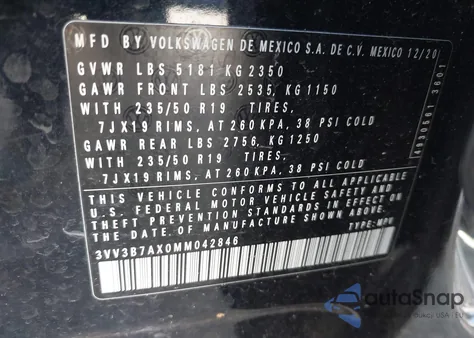 MFD BY VOLKSWAGEN DE MEXICO S.A. DE C.V. MEXICO 12/20
GVWR LBS 5181 KG 2350
GAWR FRONT LBS 2535, KG 1150
WITH 235/50 R19 TIRES,
7JX19 RIMS, AT 260 KPA, 38 PSI COLD
GAWR REAR LBS 2756, KG 1250
WITH 235/50 R19 TIRES,
7JX19 RIMS, AT 260 KPA, 38 PSI COLD
THIS VEHICLE CONFORMS TO ALL APPLICABLE
U.S. FEDERAL MOTOR VEHICLE SAFETY AND
THEFT PREVENTION STANDARDS IN EFFECT ON
THE DATE OF MANUFACTURE SHOWN ABOVE
3VV3B7AX0MM042846
TYPE: MPV
autoSnap